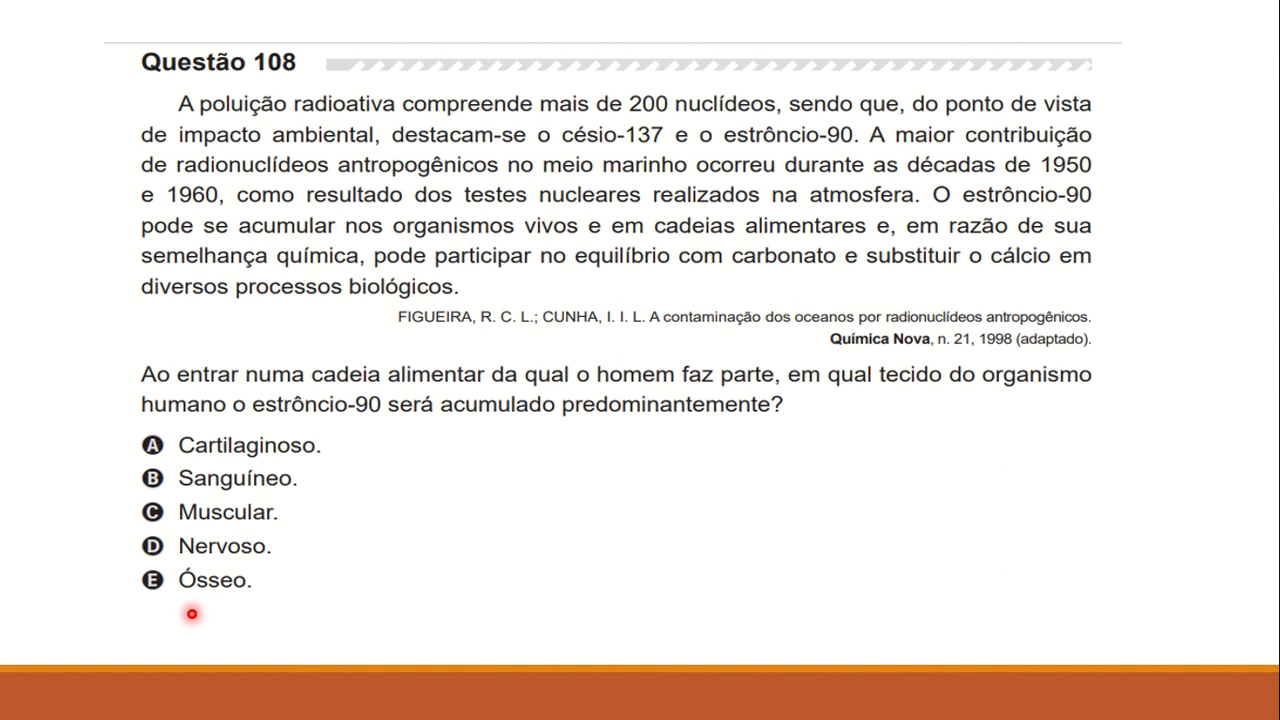 Questão 108
A poluição radioativa compreende mais de 200 nuclídeos, sendo que, do ponto de vista
de impacto ambiental, destacam-se o césio-137 e o estrôncio-90. A maior contribuição
de radionuclídeos antropogênicos no meio marinho ocorreu durante as décadas de 1950
e 1960, como resultado dos testes nucleares realizados na atmosfera. O estrôncio-90
pode se acumular nos organismos vivos e em cadeias alimentares e, em razão de sua
semelhança química, pode participar no equilíbrio com carbonato e substituir o cálcio em
diversos processos biológicos.
FIGUEIRA, R. C. L.; CUNHA, I. I. L. A contaminação dos oceanos por radionuclídeos antropogênicos.
Química Nova, n. 21, 1998 (adaptado).
Ao entrar numa cadeia alimentar da qual o homem faz parte, em qual tecido do organismo
humano o estrôncio-90 será acumulado predominantemente?
A Cartilaginoso.
B Sanguíneo.
C Muscular.
D Nervoso.
E Ósseo.